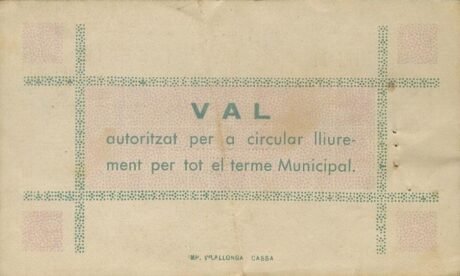 VAL
autoritzat per a circular lliure-
ment per tot el terme Municipal.
IMP. VILALLONGA CASSA